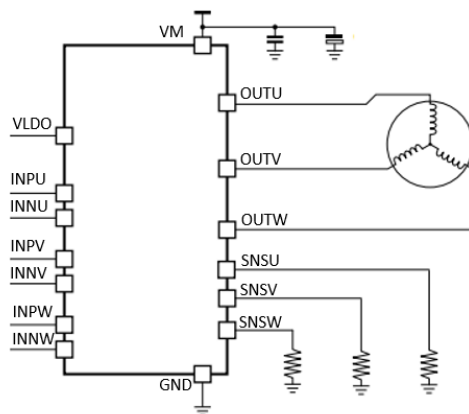 VM
OUTU
VLDO
OUTV
INPU
INNU
OUTW
INPV
SNSU
INNV
SNSV
INPW
SNSW
INNW
GND